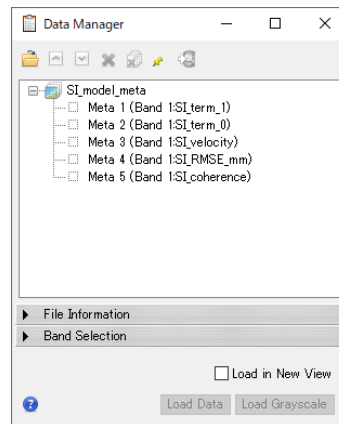 Data Manager
SI_model_meta
Meta 1 (Band 1:SI_term_1)
Meta 2 (Band 1:SI_term_0)
Meta 3 (Band 1:SI_velocity)
Meta 4 (Band 1:SI_RMSE_mm)
Meta 5 (Band 1:SI_coherence)
File Information
Band Selection
Load in New View
Load Data Load Grayscale